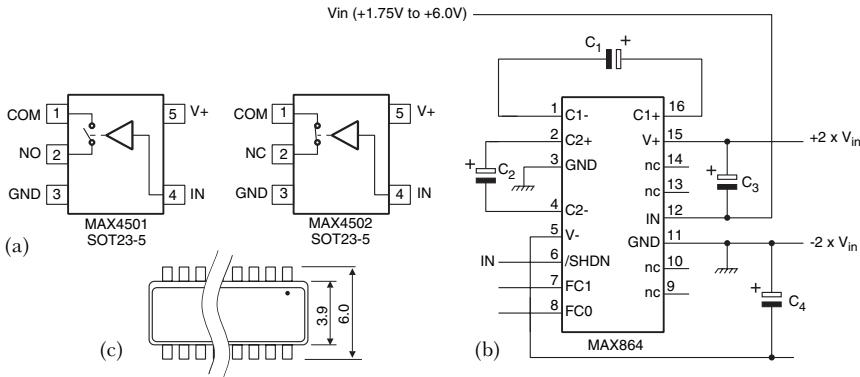 Vin (+1.75V to +6.0V)
C1
+
COM 1 5 V+
NO 2
GND 3 4 IN
MAX4501
SOT23-5
COM 1 5 V+
NC 2
GND 3 4 IN
MAX4502
SOT23-5
(a)
1 C1- C1+ 16
2 C2+ V+ 15 +2 x Vin
3 GND nc 14
nc 13
+ C2
+ C3
4 C2- IN 12
5 V- GND 11 -2 x Vin
IN 6 /SHDN nc 10
7 FC1 nc 9
8 FC0
+ C4
MAX864
(b)
3.9
6.0
(c)